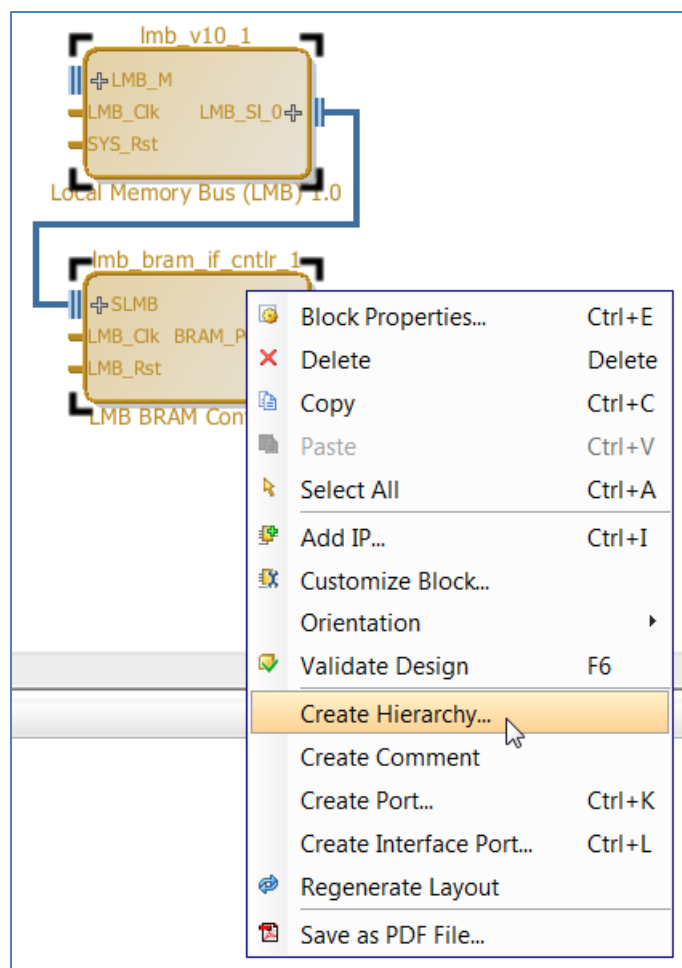 lmb_v10_1
LMB_M
LMB_Clk LMB_Sl_0
SYS_Rst
Local Memory Bus (LMB) 1.0
lmb_bram_if_cntlr_1
SLMB
LMB_Clk BRAM_P
LMB_Rst
LMB BRAM Con
Block Properties... Ctrl+E
Delete Delete
Copy Ctrl+C
Paste Ctrl+V
Select All Ctrl+A
Add IP... Ctrl+I
Customize Block...
Orientation
Validate Design F6
Create Hierarchy...
Create Comment
Create Port... Ctrl+K
Create Interface Port... Ctrl+L
Regenerate Layout
Save as PDF File...